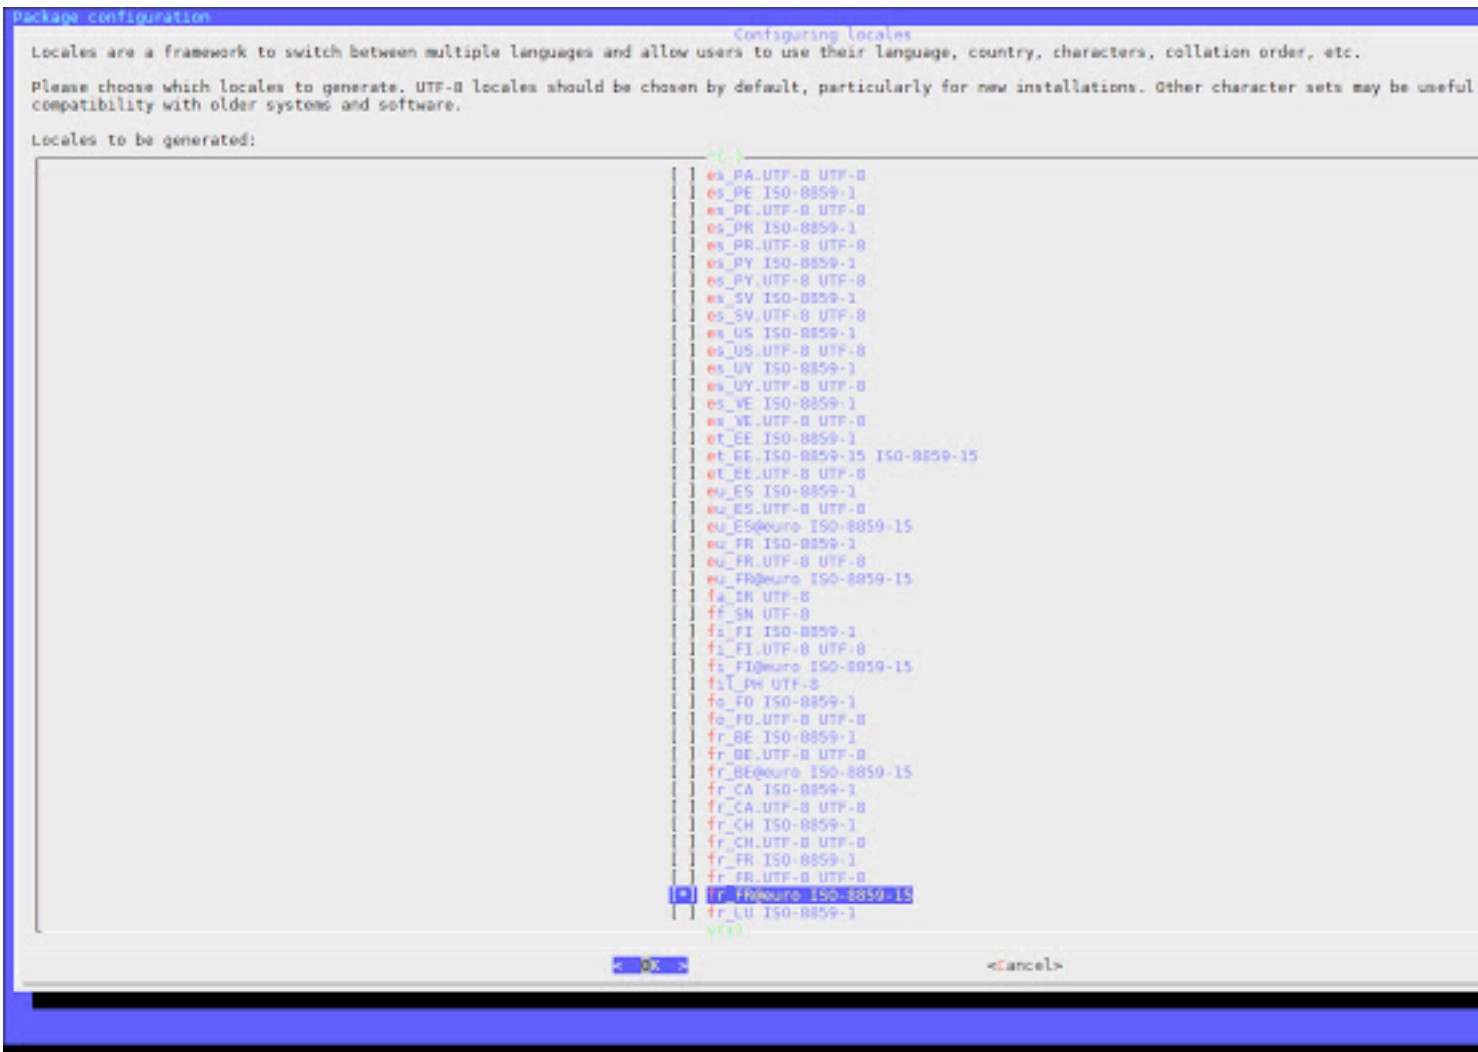 Package configuration
Configuring locales
Locales are a framework to switch between multiple languages and allow users to use their language, country, characters, collation order, etc.
Please choose which locales to generate. UTF-8 locales should be chosen by default, particularly for new installations. Other character sets may be useful
compatibility with older systems and software.
Locales to be generated:
^(-)
[ ] es_PA.UTF-8 UTF-8
[ ] es_PE ISO-8859-1
[ ] es_PE.UTF-8 UTF-8
[ ] es_PR ISO-8859-1
[ ] es_PR.UTF-8 UTF-8
[ ] es_PY ISO-8859-1
[ ] es_PY.UTF-8 UTF-8
[ ] es_SV ISO-8859-1
[ ] es_SV.UTF-8 UTF-8
[ ] es_US ISO-8859-1
[ ] es_US.UTF-8 UTF-8
[ ] es_UY ISO-8859-1
[ ] es_UY.UTF-8 UTF-8
[ ] es_VE ISO-8859-1
[ ] es_VE.UTF-8 UTF-8
[ ] et_EE ISO-8859-1
[ ] et_EE.ISO-8859-15 ISO-8859-15
[ ] et_EE.UTF-8 UTF-8
[ ] eu_ES ISO-8859-1
[ ] eu_ES.UTF-8 UTF-8
[ ] eu_ES@euro ISO-8859-15
[ ] eu_FR ISO-8859-1
[ ] eu_FR.UTF-8 UTF-8
[ ] eu_FR@euro ISO-8859-15
[ ] fa_IR UTF-8
[ ] ff_SN UTF-8
[ ] fi_FI ISO-8859-1
[ ] fi_FI.UTF-8 UTF-8
[ ] fi_FI@euro ISO-8859-15
[ ] fil_PH UTF-8
[ ] fo_FO ISO-8859-1
[ ] fo_FO.UTF-8 UTF-8
[ ] fr_BE ISO-8859-1
[ ] fr_BE.UTF-8 UTF-8
[ ] fr_BE@euro ISO-8859-15
[ ] fr_CA ISO-8859-1
[ ] fr_CA.UTF-8 UTF-8
[ ] fr_CH ISO-8859-1
[ ] fr_CH.UTF-8 UTF-8
[ ] fr_FR ISO-8859-1
[ ] fr_FR.UTF-8 UTF-8
[*] fr_FR@euro ISO-8859-15
[ ] fr_LU ISO-8859-1
v(+)
< OK > <Cancel>